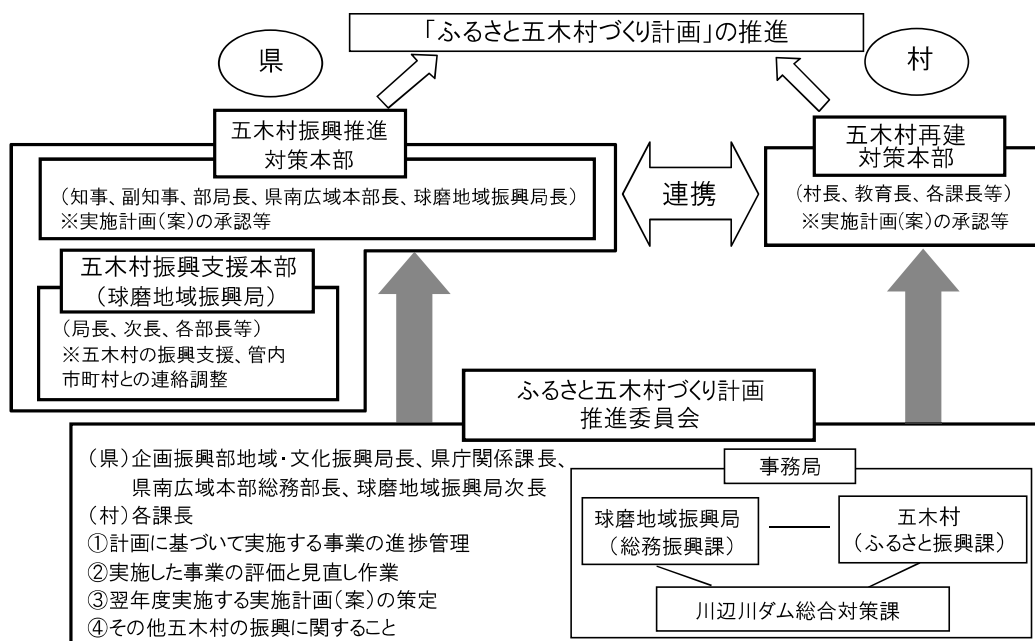 「ふるさと五木村づくり計画」の推進
県
村
五木村振興推進
対策本部
(知事、副知事、部局長、県南広域本部長、球磨地域振興局長)
※実施計画(案)の承認等
連携
五木村再建
対策本部
(村長、教育長、各課長等)
※実施計画(案)の承認等
五木村振興支援本部
(球磨地域振興局)
(局長、次長、各部長等)
※五木村の振興支援、管内
市町村との連絡調整
ふるさと五木村づくり計画
推進委員会
(県)企画振興部地域・文化振興局長、県庁関係課長、
県南広域本部総務部長、球磨地域振興局次長
(村)各課長
①計画に基づいて実施する事業の進捗管理
②実施した事業の評価と見直し作業
③翌年度実施する実施計画(案)の策定
④その他五木村の振興に関すること
事務局
球磨地域振興局
(総務振興課)
五木村
(ふるさと振興課)
川辺川ダム総合対策課